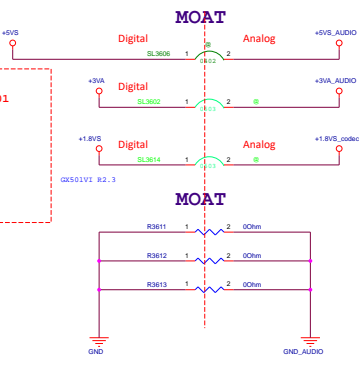 MOAT
+5VS
Digital
Analog
+5VS_AUDIO
SL3606
1
2
@
0402
+3VA
Digital
+3VA_AUDIO
SL3602
1
2
@
01
+1.8VS
Digital
Analog
+1.8VS_codec
SL3614
1
2
@
GX501VI R2.3
MOAT
R3611
1
2
0Ohm
R3612
1
2
0Ohm
R3613
1
2
0Ohm
GND
GND_AUDIO